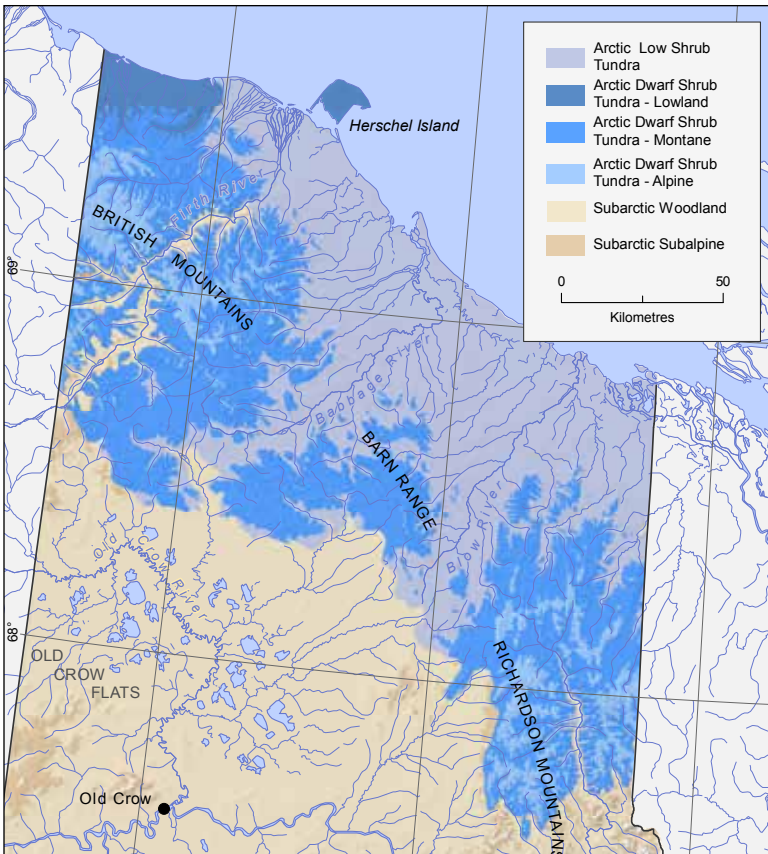 Arctic Low Shrub
Tundra
Arctic Dwarf Shrub
Tundra - Lowland
Arctic Dwarf Shrub
Tundra - Montane
Arctic Dwarf Shrub
Tundra - Alpine
Subarctic Woodland
Subarctic Subalpine
0 50
Kilometres
Herschel Island
Firth River
BRITISH MOUNTAINS
69°
Babbage River
BARN RANGE
Blow River
Old Crow River
68°
OLD
CROW
FLATS
RICHARDSON MOUNTAINS
Old Crow